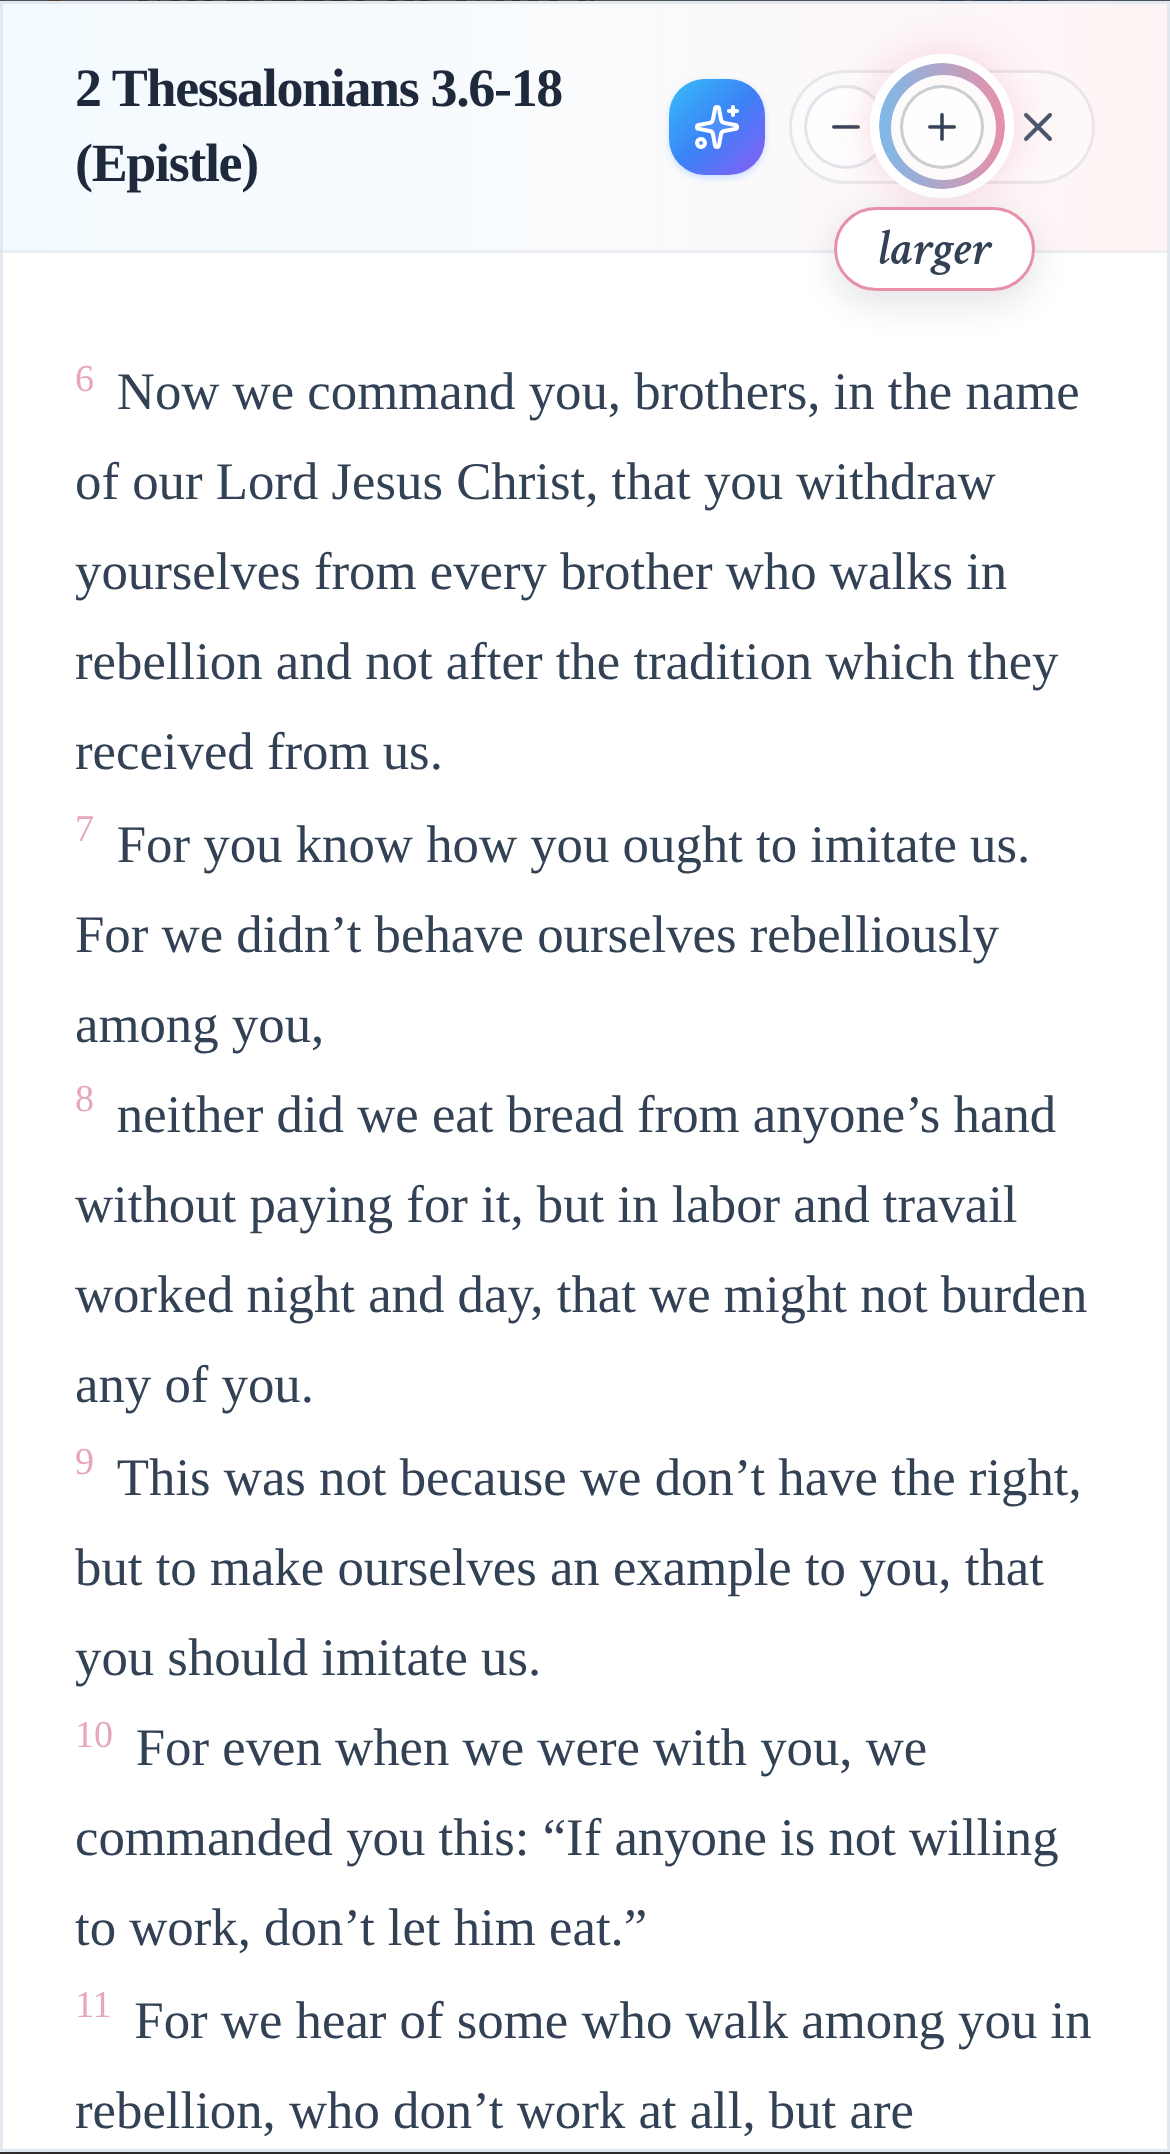 2 Thessalonians 3.6-18
(Epistle)
larger
6 Now we command you, brothers, in the name
of our Lord Jesus Christ, that you withdraw
yourselves from every brother who walks in
rebellion and not after the tradition which they
received from us.
7 For you know how you ought to imitate us.
For we didn’t behave ourselves rebelliously
among you,
8 neither did we eat bread from anyone’s hand
without paying for it, but in labor and travail
worked night and day, that we might not burden
any of you.
9 This was not because we don’t have the right,
but to make ourselves an example to you, that
you should imitate us.
10 For even when we were with you, we
commanded you this: “If anyone is not willing
to work, don’t let him eat.”
11 For we hear of some who walk among you in
rebellion, who don’t work at all, but are